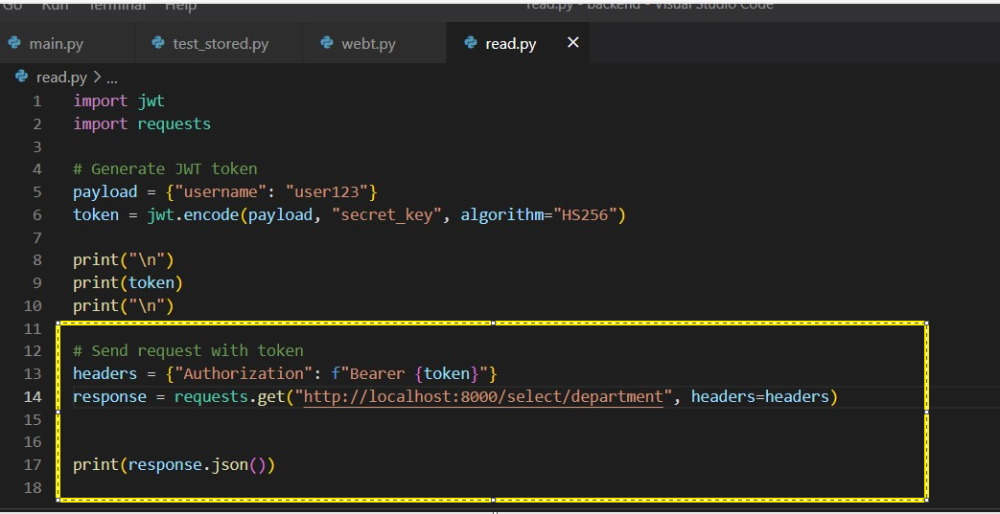 Go Run Terminal Help read.py - backend - Visual Studio Code
main.py test_stored.py webt.py read.py ×
read.py > ...
1 import jwt
2 import requests
3
4 # Generate JWT token
5 payload = {"username": "user123"}
6 token = jwt.encode(payload, "secret_key", algorithm="HS256")
7
8 print("\n")
9 print(token)
10 print("\n")
11
12 # Send request with token
13 headers = {"Authorization": f"Bearer {token}"}
14 response = requests.get("http://localhost:8000/select/department", headers=headers)
15
16
17 print(response.json())
18